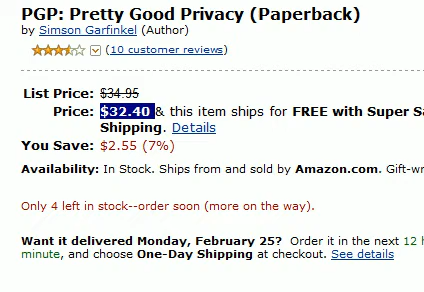 PGP: Pretty Good Privacy (Paperback)
by Simson Garfinkel (Author)
(10 customer reviews)
List Price: $34.95
Price: $32.40 & this item ships for FREE with Super
Shipping. Details
You Save: $2.55 (7%)
Availability: In Stock. Ships from and sold by Amazon.com.
Only 4 left in stock--order soon (more on the way).
Want it delivered Monday, February 25? Order it in the next 12
minute, and choose One-Day Shipping at checkout. See details